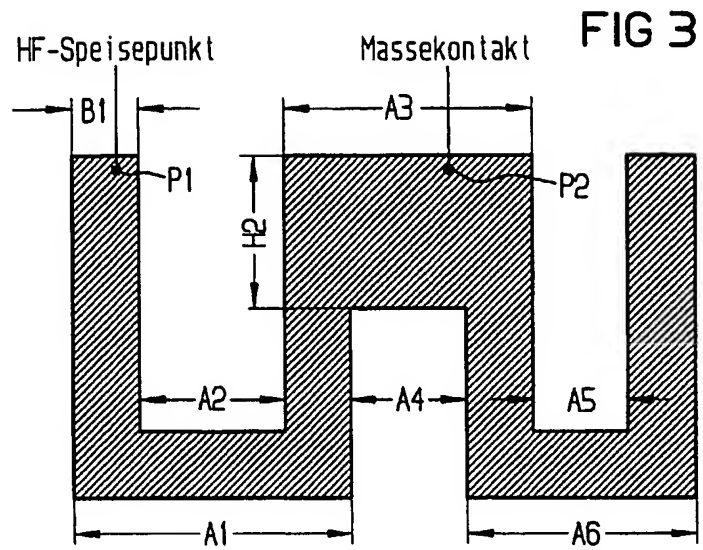 FIG 3
HF-Speisepunkt
Massekontakt
B1
A3
P1
P2
H2
A2
A4
A5
A1
A6